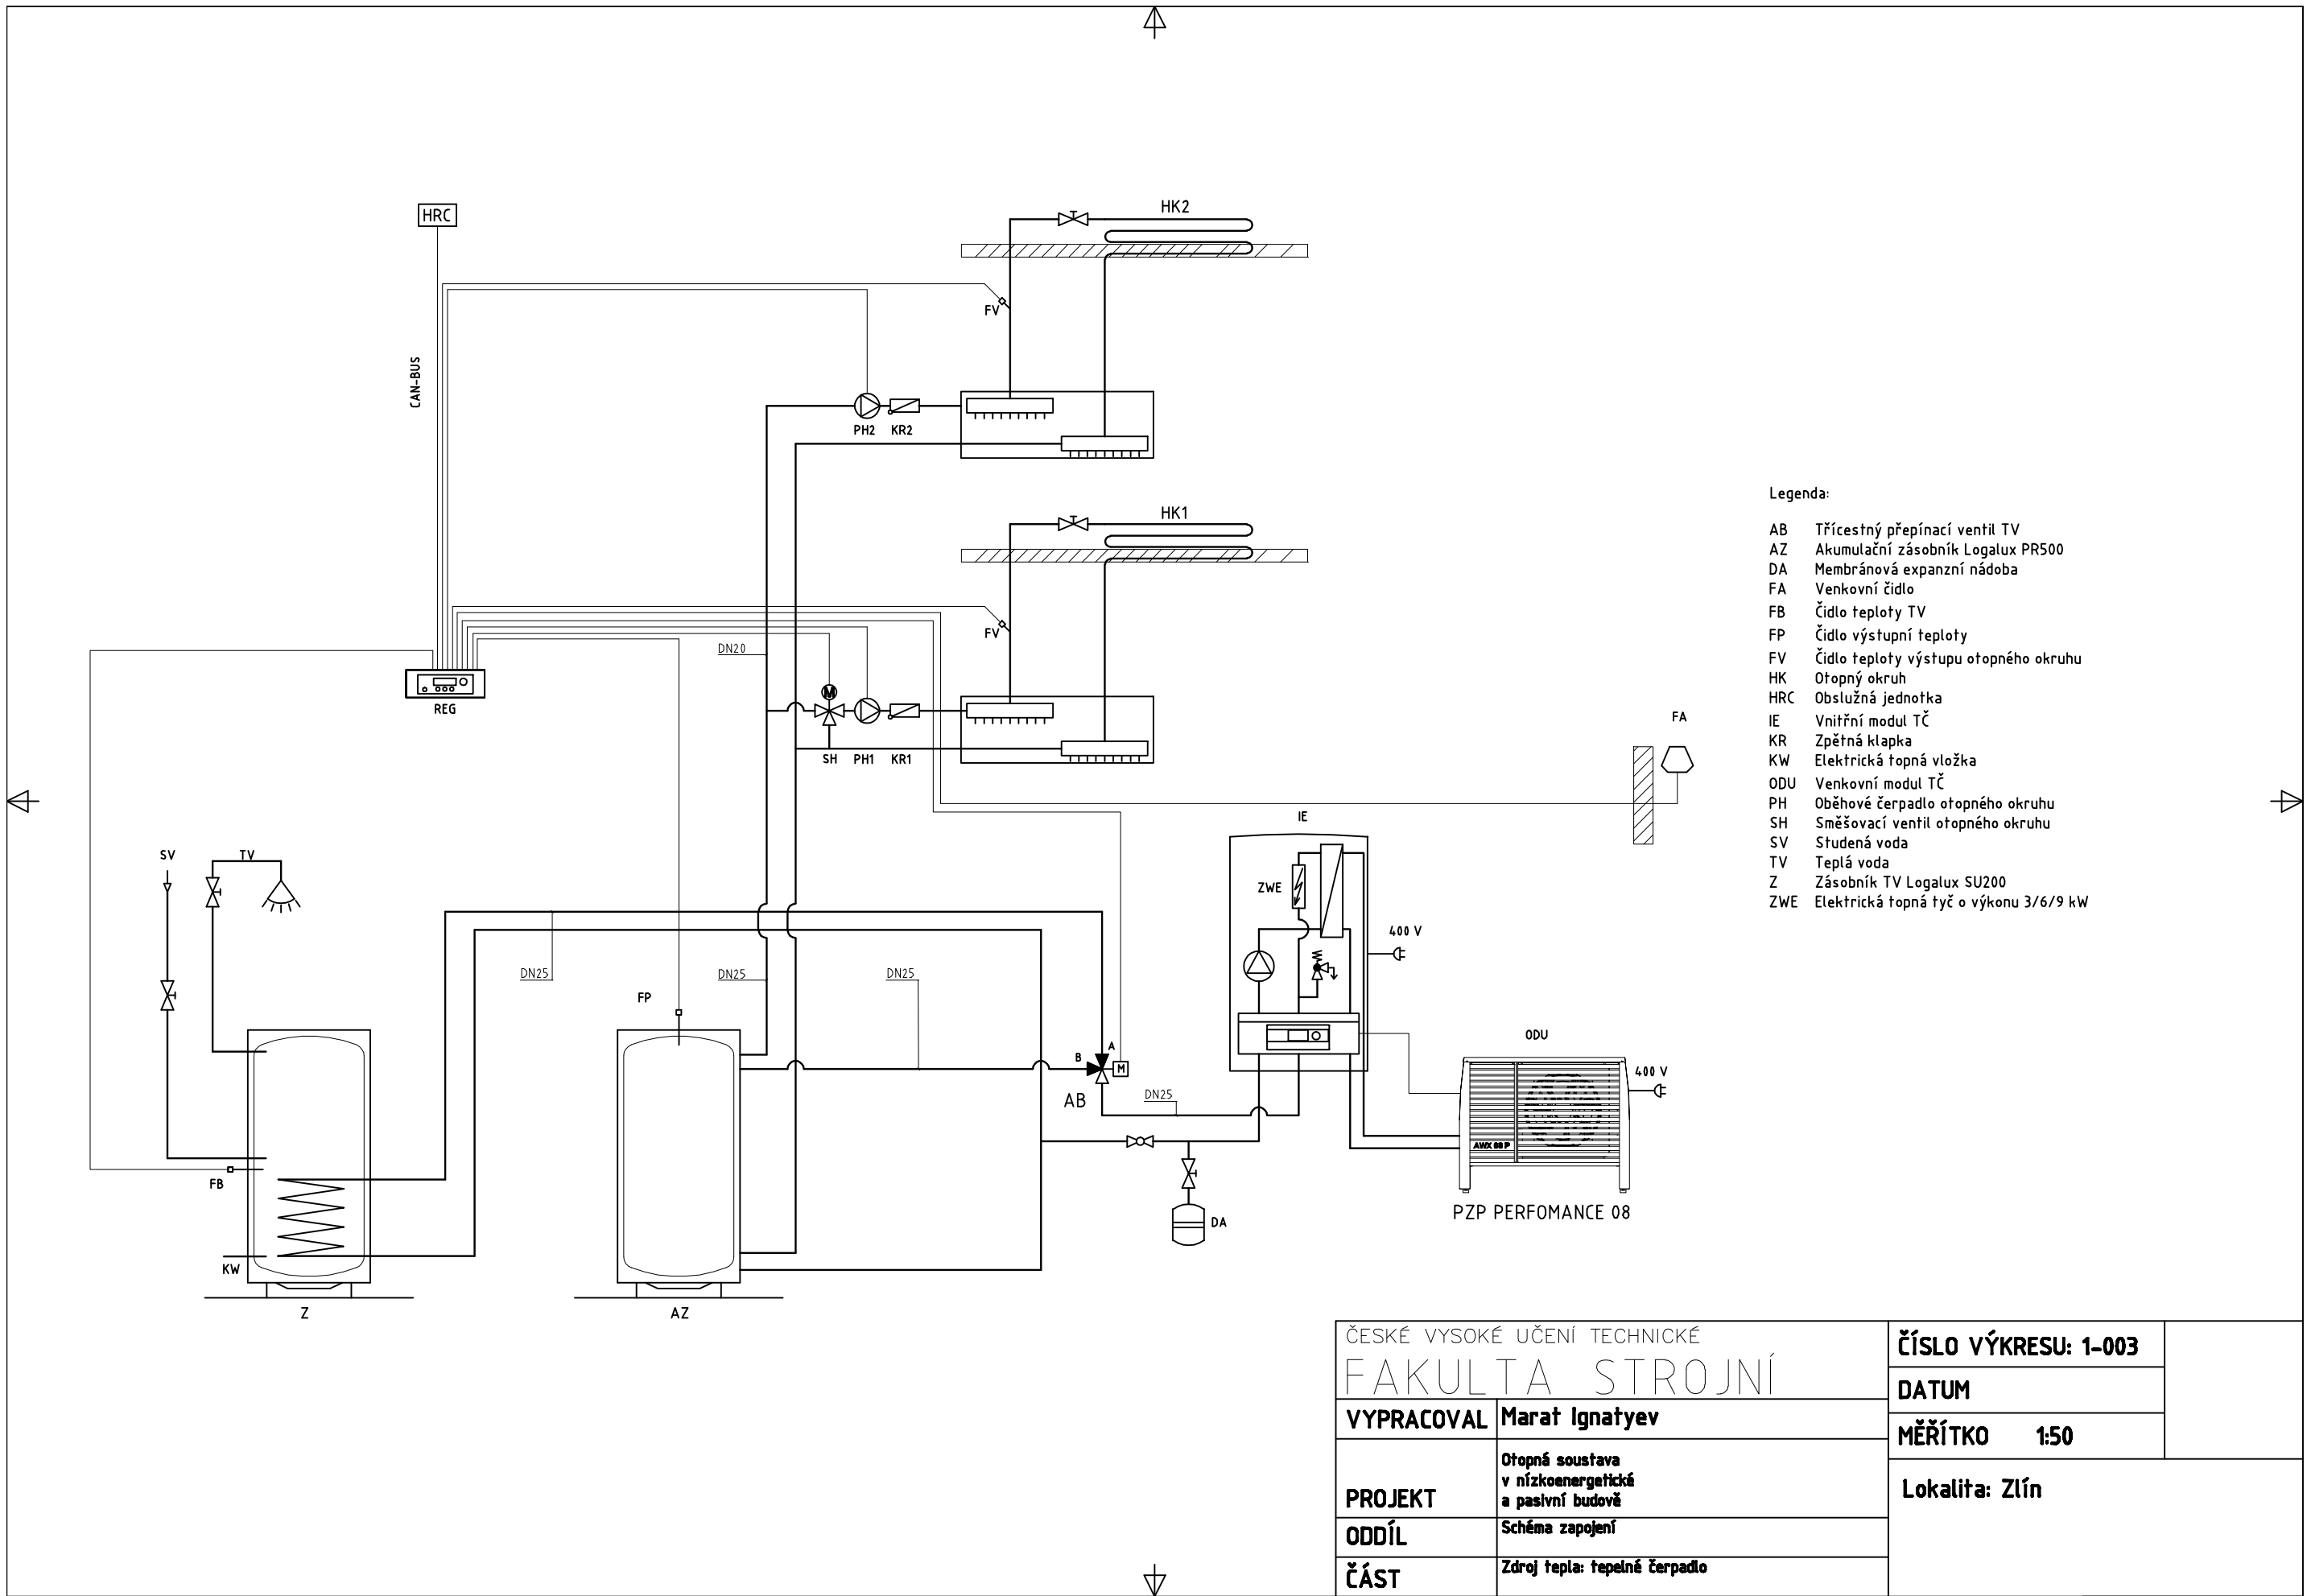 HRC
HK2
FV
CAN-BUS
PH2 KR2
HK1
FV
DN20
REG
SH PH1 KR1
FA
IE
SV TV
ZWE
400 V
DN25 DN25 DN25
FP
ODU
A
B
M
M
AB
DN25
400 V
AWX 08 P
FB
PZP PERFOMANCE 08
DA
KW
Z
AZ
Legenda:
AB Třícestný přepínací ventil TV
AZ Akumulační zásobník Logalux PR500
DA Membránová expanzní nádoba
FA Venkovní čidlo
FB Čidlo teploty TV
FP Čidlo výstupní teploty
FV Čidlo teploty výstupu otopného okruhu
HK Otopný okruh
HRC Obslužná jednotka
IE Vnitřní modul TČ
KR Zpětná klapka
KW Elektrická topná vložka
ODU Venkovní modul TČ
PH Oběhové čerpadlo otopného okruhu
SH Směšovací ventil otopného okruhu
SV Studená voda
TV Teplá voda
Z Zásobník TV Logalux SU200
ZWE Elektrická topná tyč o výkonu 3/6/9 kW
ČESKÉ VYSOKÉ UČENÍ TECHNICKÉ
FAKULTA STROJNÍ
VYPRACOVAL Marat Ignatyev
PROJEKT
Otopná soustava
v nízkoenergetické
a pasivní budově
ODDÍL Schéma zapojení
ČÁST Zdroj tepla: tepelné čerpadlo
ČÍSLO VÝKRESU: 1-003
DATUM
MĚŘÍTKO 1:50
Lokalita: Zlín